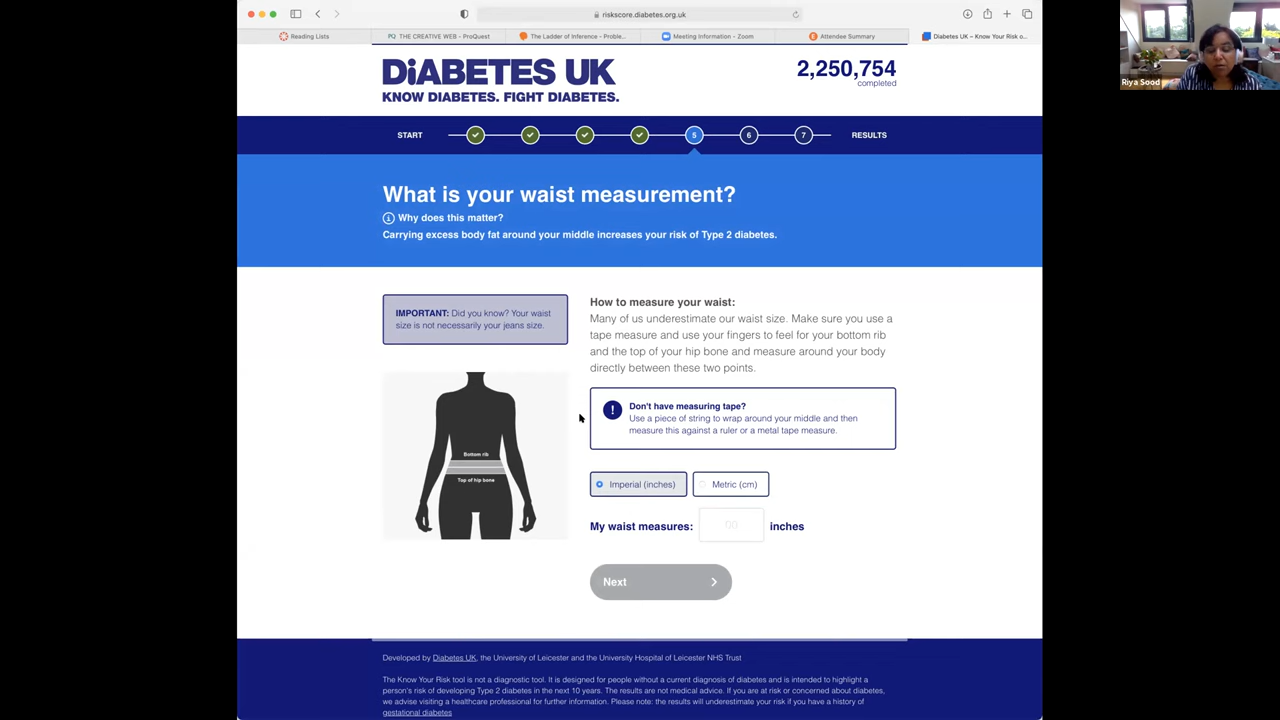 riskscore.diabetes.org.uk
Reading Lists
PQ THE CREATIVE WEB - ProQuest
The Ladder of Inference - Proble...
Meeting Information - Zoom
Attendee Summary
Diabetes UK – Know Your Risk o...
Riya Sood
DiABETES UK
KNOW DIABETES. FIGHT DIABETES.
2,250,754
completed
START
5
6
7
RESULTS
What is your waist measurement?
Why does this matter?
Carrying excess body fat around your middle increases your risk of Type 2 diabetes.
IMPORTANT: Did you know? Your waist
size is not necessarily your jeans size.
Bottom rib
Top of hip bone
How to measure your waist:
Many of us underestimate our waist size. Make sure you use a
tape measure and use your fingers to feel for your bottom rib
and the top of your hip bone and measure around your body
directly between these two points.
!
Don't have measuring tape?
Use a piece of string to wrap around your middle and then
measure this against a ruler or a metal tape measure.
Imperial (inches)
Metric (cm)
My waist measures: 00 inches
Next
Developed by Diabetes UK, the University of Leicester and the University Hospital of Leicester NHS Trust
The Know Your Risk tool is not a diagnostic tool. It is designed for people without a current diagnosis of diabetes and is intended to highlight a
person's risk of developing Type 2 diabetes in the next 10 years. The results are not medical advice. If you are at risk or concerned about diabetes,
we advise visiting a healthcare professional for further information. Please note: the results will underestimate your risk if you have a history of
gestational diabetes